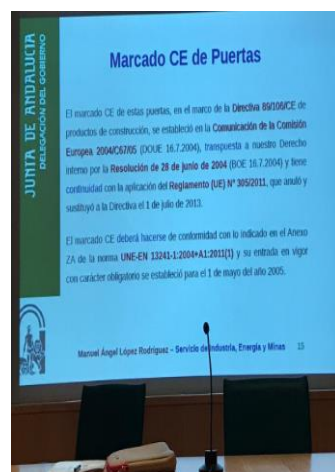 JUNTA DE ANDALUCIA
DELEGACIÓN DEL GOBIERNO
Marcado CE de Puertas
El marcado CE de estas puertas, en el marco de la Directiva 89/106/CE de
productos de construcción, se estableció en la Comunicación de la Comisión
Europea 2004/C67/05 (DOUE 16.7.2004), transpuesta a nuestro Derecho
interno por la Resolución de 28 de junio de 2004 (BOE 16.7.2004) y tiene
continuidad con la aplicación del Reglamento (UE) Nº 305/2011, que anuló y
sustituyó a la Directiva el 1 de julio de 2013.
El marcado CE deberá hacerse de conformidad con lo indicado en el Anexo
ZA de la norma UNE-EN 13241-1:2004+A1:2011(1) y su entrada en vigor
con carácter obligatorio se estableció para el 1 de mayo del año 2005.
Manuel Ángel López Rodríguez – Servicio de Industria, Energía y Minas 15